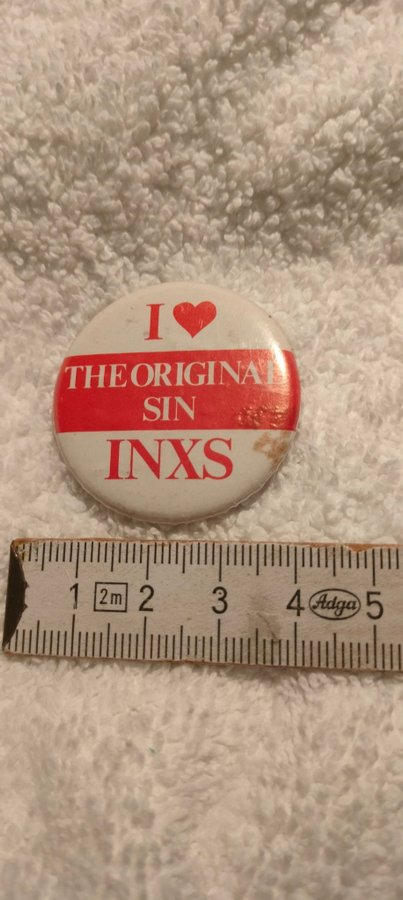 I ❤
THE ORIGINAL
SIN
INXS
1 2m 2 3 4 Adga 5